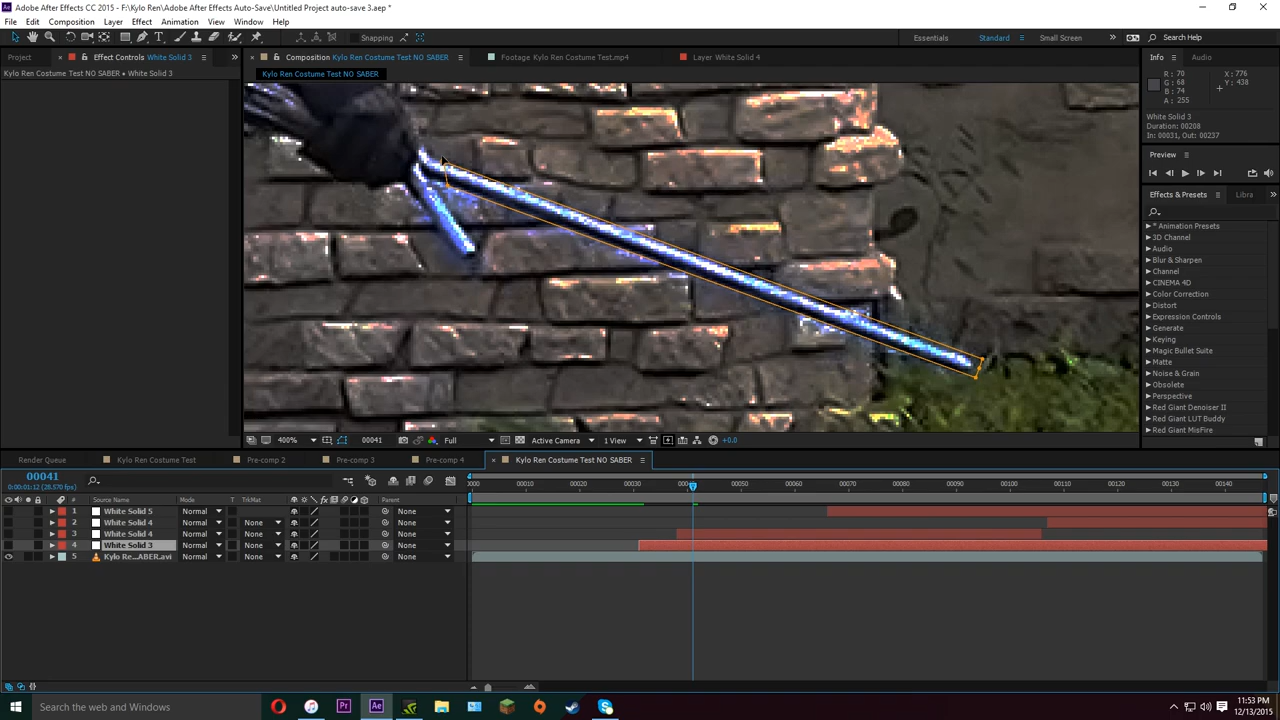 Adobe After Effects CC 2015 - F:\Kylo Ren\Costume Test\Adobe After Effects Auto-Save\Untitled Project auto-save 3.aep *
File Edit Composition Layer Effect Animation View Window Help
Snapping Essentials Standard Small Screen Search Help
Project Effect Controls White Solid 3 Composition Kylo Ren Costume Test NO SABER Footage Kylo Ren Costume Test.mp4 Layer White Solid 4 Info Audio
Kylo Ren Costume Test NO SABER • White Solid 3
Kylo Ren Costume Test NO SABER
R: 70 X: 776
G: 68 Y: 438
B: 74
A: 255
White Solid 3
Duration: 00208
In: 00031, Out: 00237
Preview
Effects & Presets Libra
* Animation Presets
3D Channel
Audio
Blur & Sharpen
Channel
CINEMA 4D
Color Correction
Distort
Expression Controls
Generate
Keying
Magic Bullet Suite
Matte
Noise & Grain
Obsolete
Perspective
Red Giant Denoiser II
Red Giant LUT Buddy
Red Giant MisFire
400% 00041 Full Active Camera 1 View +0.0
Render Queue Kylo Ren Costume Test Pre-comp 2 Pre-comp 3 Pre-comp 4 Kylo Ren Costume Test NO SABER
00041
0:00:01:12 (28.570 fps)
0000 00010 00020 00030 00050 00060 00070 00080 00090 00100 00110 00120 00130 00140
# Source Name Mode T TrkMat Parent
1 White Solid 5 Normal None
2 White Solid 4 Normal None None
3 White Solid 4 Normal None None
4 White Solid 3 Normal None None
5 Kylo Re...ABER.avi Normal None None
Search the web and Windows
11:53 PM
12/13/2015